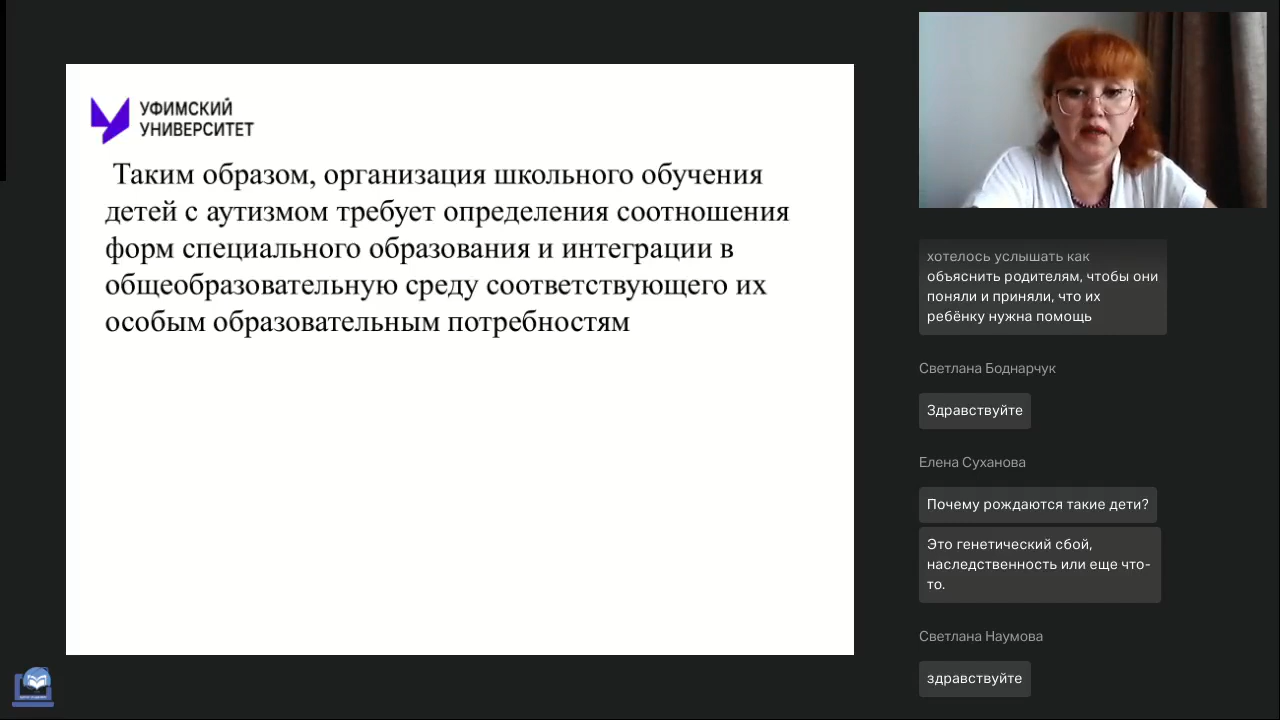 УФИМСКИЙ
УНИВЕРСИТЕТ
Таким образом, организация школьного обучения
детей с аутизмом требует определения соотношения
форм специального образования и интеграции в
общеобразовательную среду соответствующего их
особым образовательным потребностям
хотелось услышать как
объяснить родителям, чтобы они
поняли и приняли, что их
ребёнку нужна помощь
Светлана Боднарчук
Здравствуйте
Елена Суханова
Почему рождаются такие дети?
Это генетический сбой,
наследственность или еще что-
то.
Светлана Наумова
здравствуйте